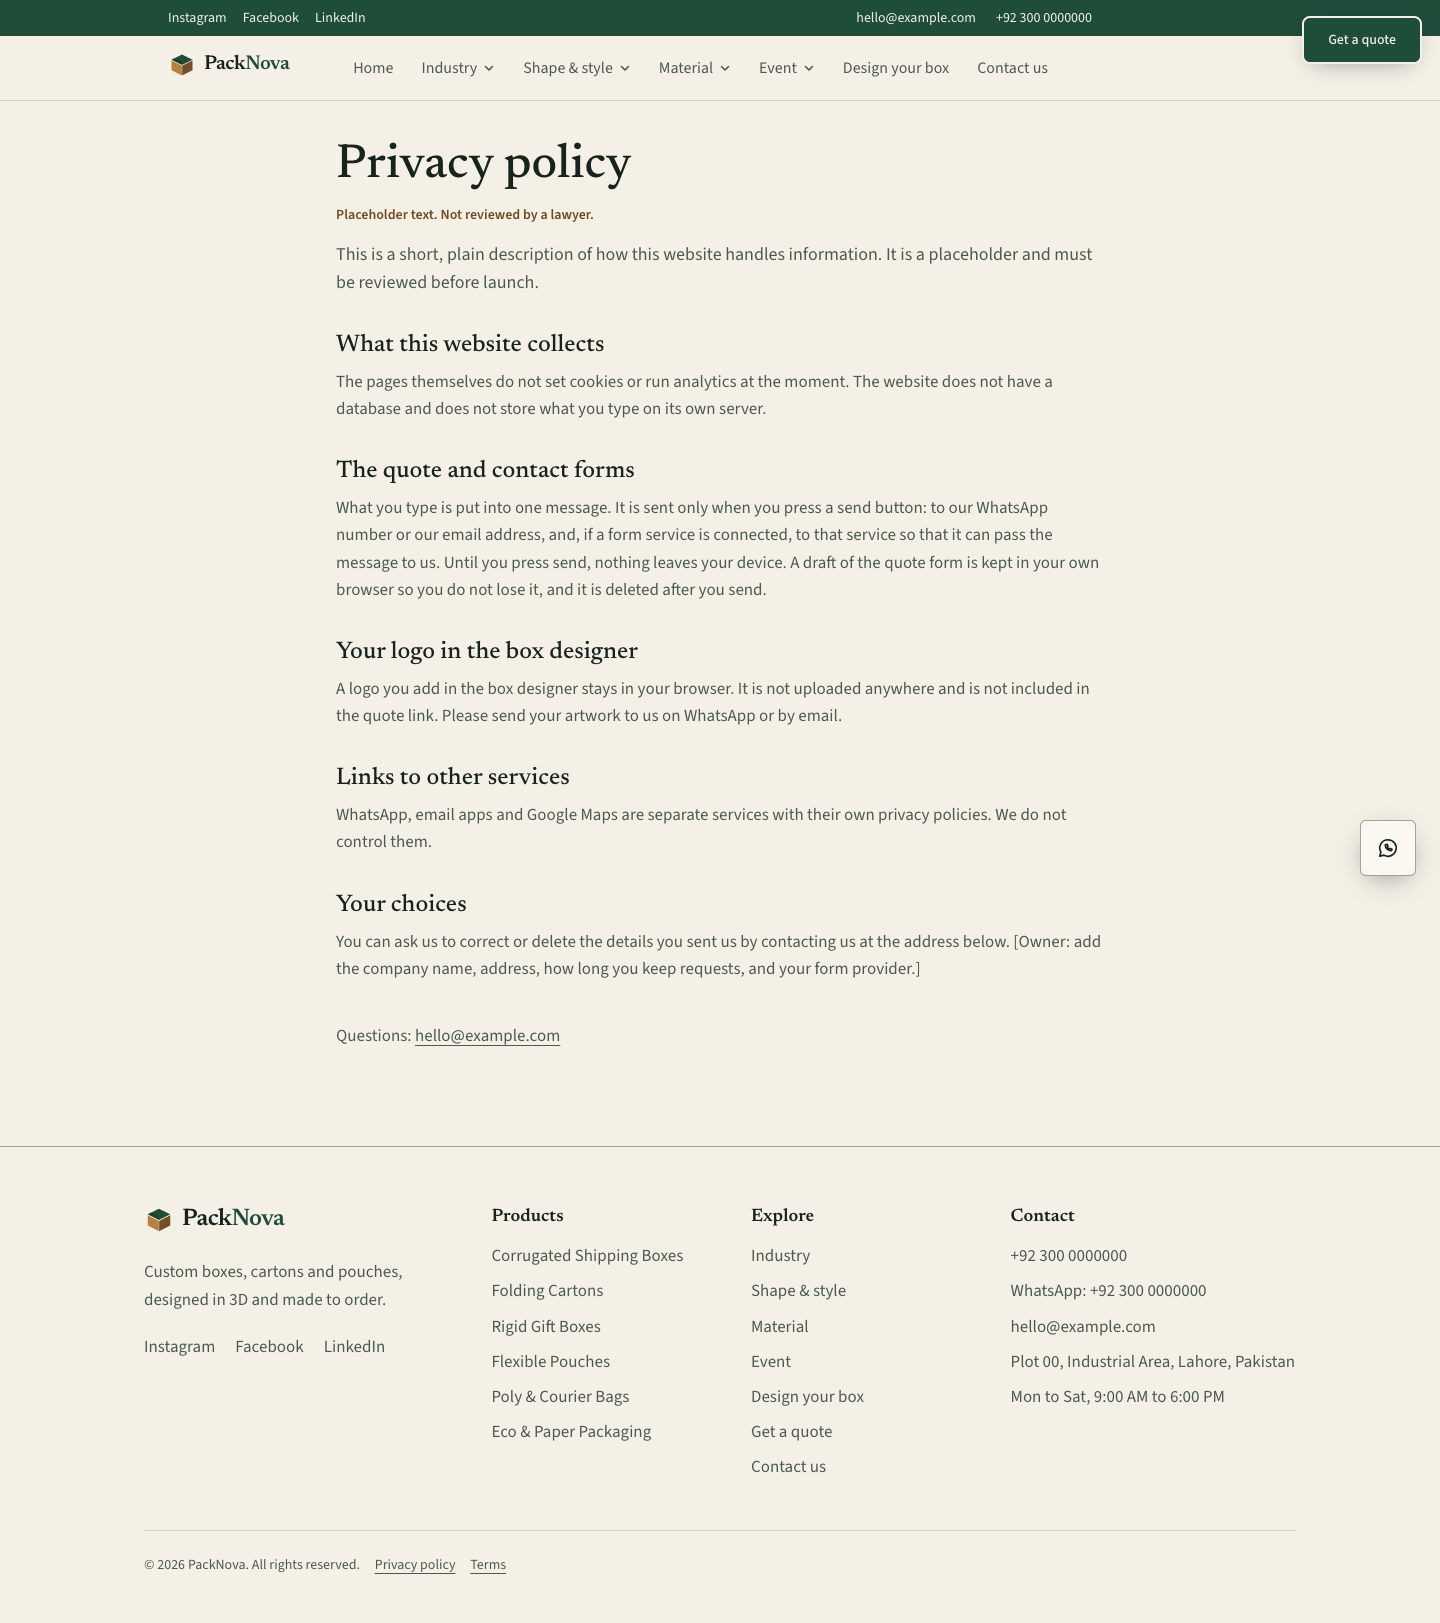 Instagram Facebook LinkedIn hello@example.com +92 300 0000000
Get a quote
PackNova Home Industry Shape & style Material Event Design your box Contact us
Privacy policy
Placeholder text. Not reviewed by a lawyer.
This is a short, plain description of how this website handles information. It is a placeholder and must
be reviewed before launch.
What this website collects
The pages themselves do not set cookies or run analytics at the moment. The website does not have a
database and does not store what you type on its own server.
The quote and contact forms
What you type is put into one message. It is sent only when you press a send button: to our WhatsApp
number or our email address, and, if a form service is connected, to that service so that it can pass the
message to us. Until you press send, nothing leaves your device. A draft of the quote form is kept in your own
browser so you do not lose it, and it is deleted after you send.
Your logo in the box designer
A logo you add in the box designer stays in your browser. It is not uploaded anywhere and is not included in
the quote link. Please send your artwork to us on WhatsApp or by email.
Links to other services
WhatsApp, email apps and Google Maps are separate services with their own privacy policies. We do not
control them.
Your choices
You can ask us to correct or delete the details you sent us by contacting us at the address below. [Owner: add
the company name, address, how long you keep requests, and your form provider.]
Questions: hello@example.com
PackNova
Custom boxes, cartons and pouches,
designed in 3D and made to order.
Instagram Facebook LinkedIn
Products
Corrugated Shipping Boxes
Folding Cartons
Rigid Gift Boxes
Flexible Pouches
Poly & Courier Bags
Eco & Paper Packaging
Explore
Industry
Shape & style
Material
Event
Design your box
Get a quote
Contact us
Contact
+92 300 0000000
WhatsApp: +92 300 0000000
hello@example.com
Plot 00, Industrial Area, Lahore, Pakistan
Mon to Sat, 9:00 AM to 6:00 PM
© 2026 PackNova. All rights reserved. Privacy policy Terms